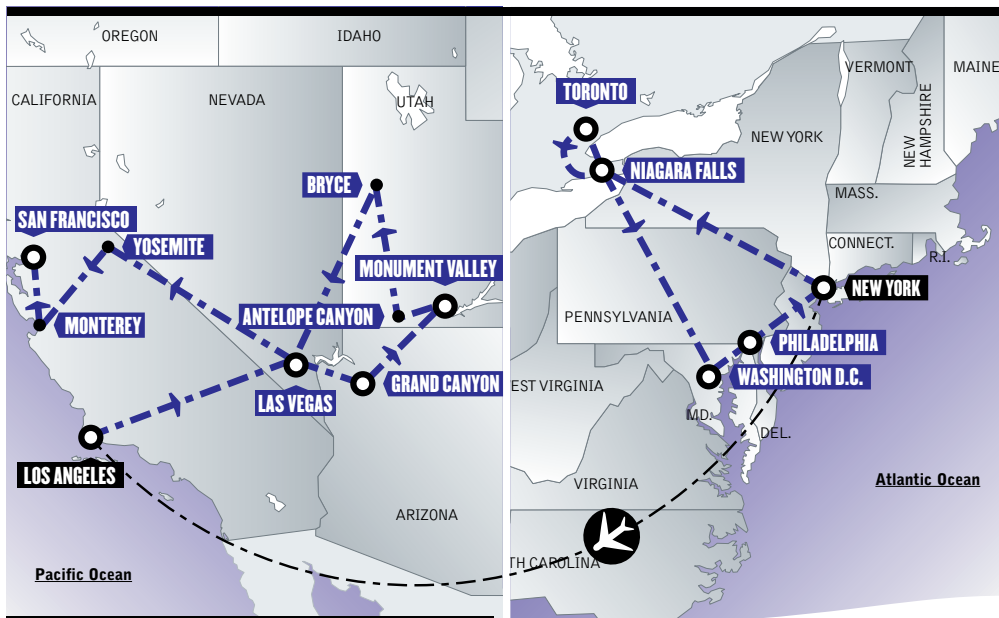 OREGON
IDAHO
CALIFORNIA
NEVADA
UTAH
BRYCE
SAN FRANCISCO
YOSEMITE
MONUMENT VALLEY
ANTELOPE CANYON
MONTEREY
GRAND CANYON
LAS VEGAS
LOS ANGELES
ARIZONA
Pacific Ocean
VERMONT
MAINE
TORONTO
NEW
HAMPSHIRE
NEW YORK
NIAGARA FALLS
MASS.
CONNECT.
R.I.
NEW YORK
PENNSYLVANIA
PHILADELPHIA
WASHINGTON D.C.
EST VIRGINIA
MD.
DEL.
VIRGINIA
Atlantic Ocean
TH CAROLINA